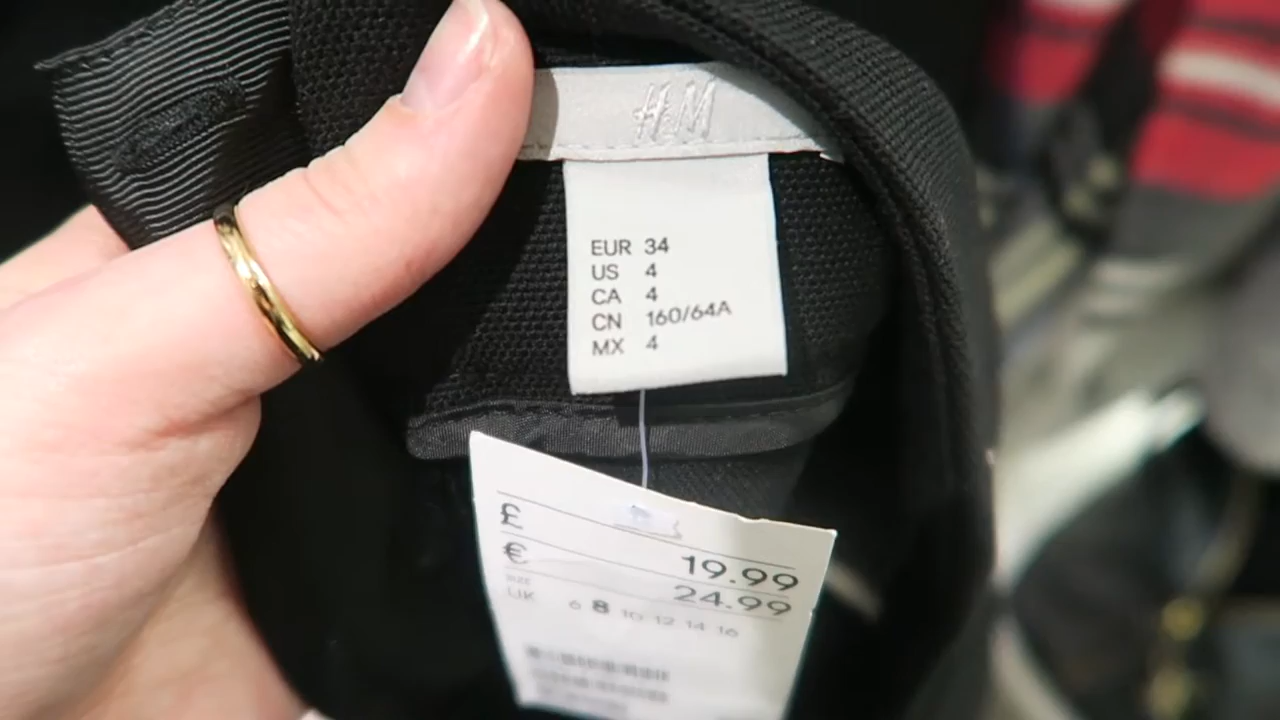 H&M
EUR 34
US 4
CA 4
CN 160/64A
MX 4
£ 19.99
€ 24.99
SIZE
UK 6 8 10 12 14 16